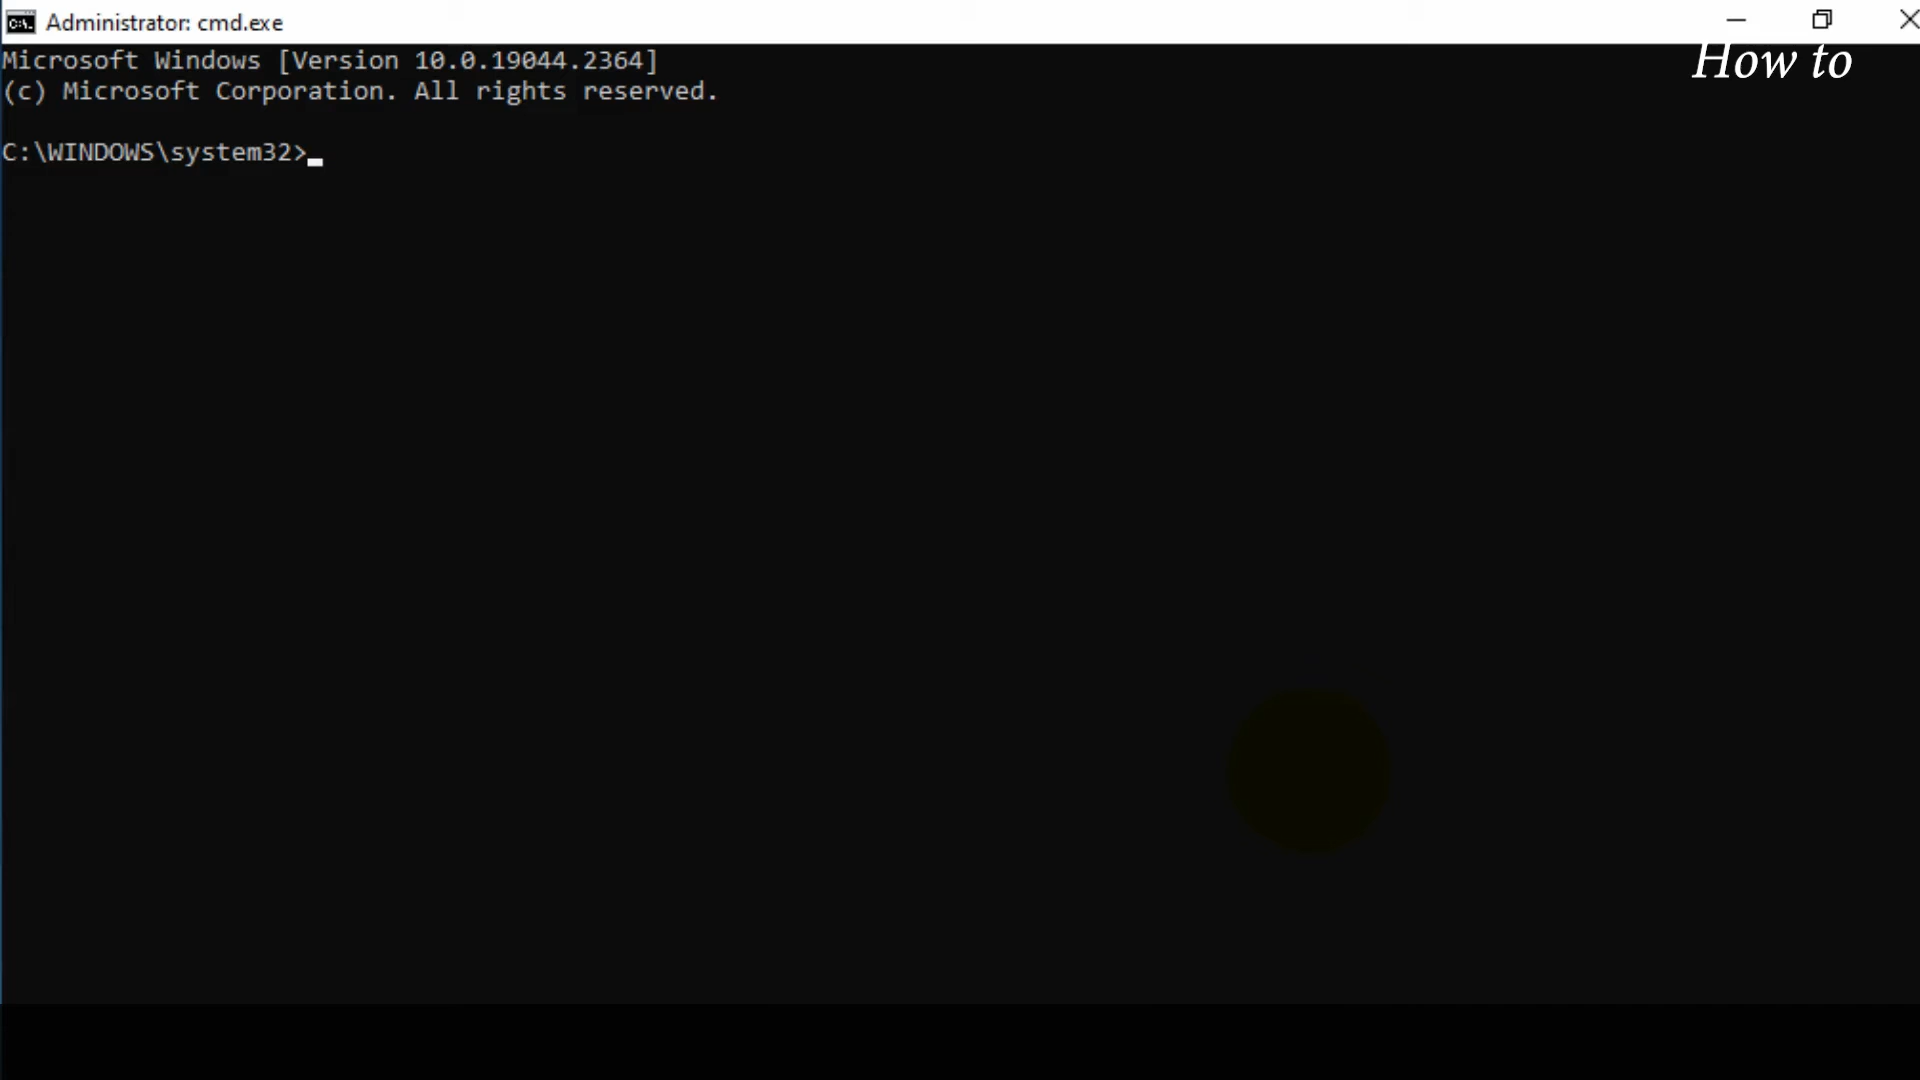 Administrator: cmd.exe
How to
Microsoft Windows [Version 10.0.19044.2364]
(c) Microsoft Corporation. All rights reserved.
C:\WINDOWS\system32>